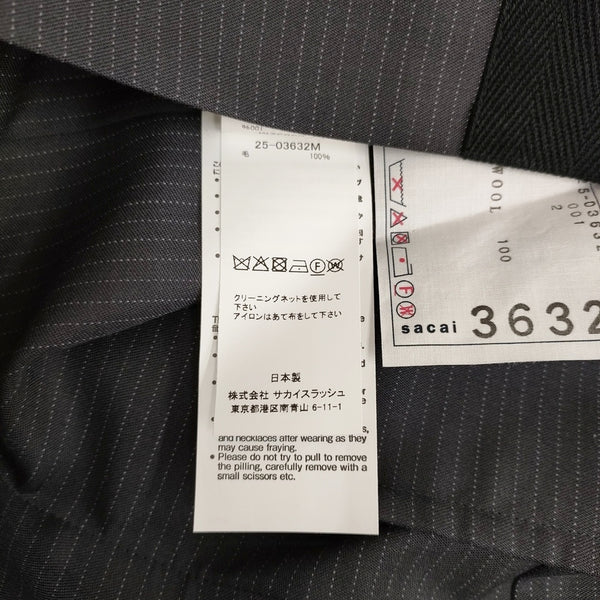 25-03632M
毛 100%
クリーニングネットを使用して
下さい
アイロンはあて布をして下さい
日本製
株式会社 サカイスラッシュ
東京都港区南青山 6-11-1
and necklaces after wearing as they
may cause fraying.
● Please do not try to pull to remove
the pilling, carefully remove with a
small scissors etc.
WOOL 100
001
2
sacai 3632